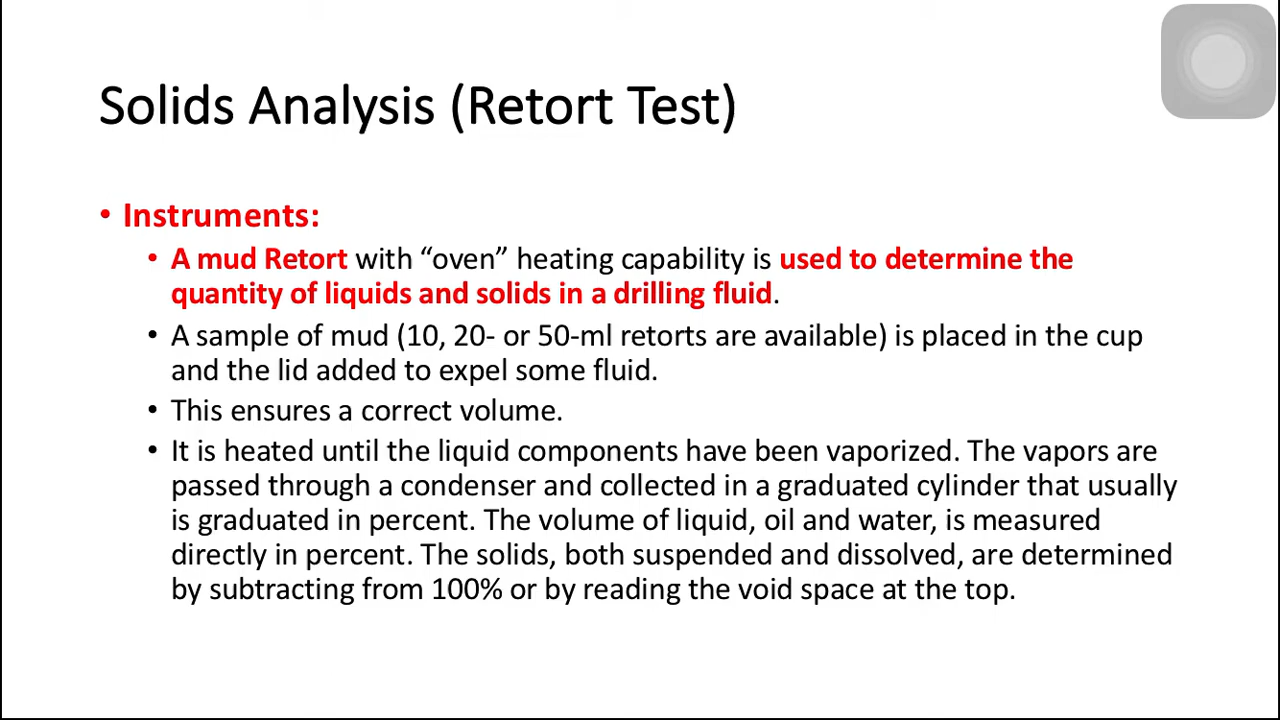 Solids Analysis (Retort Test)
• Instruments:
• A mud Retort with “oven” heating capability is used to determine the
quantity of liquids and solids in a drilling fluid.
• A sample of mud (10, 20- or 50-ml retorts are available) is placed in the cup
and the lid added to expel some fluid.
• This ensures a correct volume.
• It is heated until the liquid components have been vaporized. The vapors are
passed through a condenser and collected in a graduated cylinder that usually
is graduated in percent. The volume of liquid, oil and water, is measured
directly in percent. The solids, both suspended and dissolved, are determined
by subtracting from 100% or by reading the void space at the top.